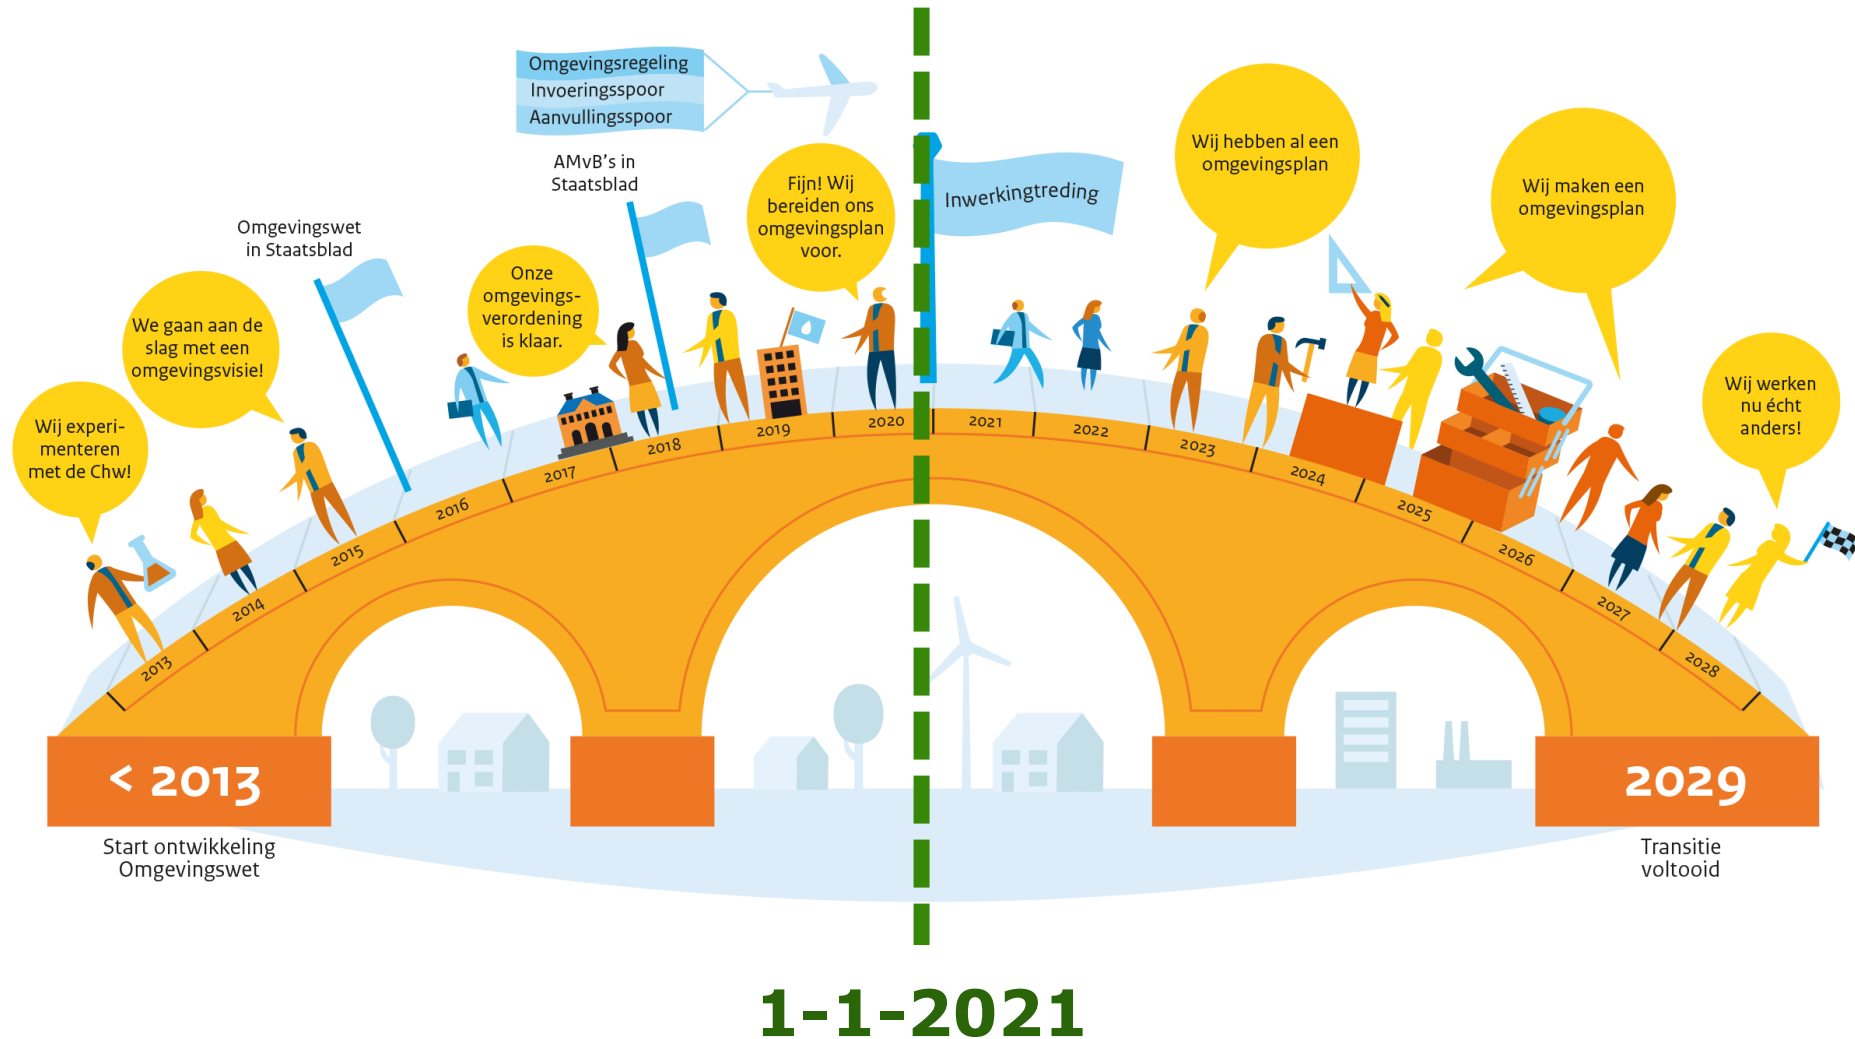 Omgevingsregeling
Invoeringsspoor
Aanvullingsspoor
AMvB's in
Staatsblad
Omgevingswet
in Staatsblad
Wij experi-
menteren
met de Chw!
We gaan aan de
slag met een
omgevingsvisie!
Onze
omgevings-
verordening
is klaar.
Fijn! Wij
bereiden ons
omgevingsplan
voor.
Inwerkingtreding
Wij hebben al een
omgevingsplan
Wij maken een
omgevingsplan
Wij werken
nu écht
anders!
2013
2014
2015
2016
2017
2018
2019
2020
2021
2022
2023
2024
2025
2026
2027
2028
< 2013
Start ontwikkeling
Omgevingswet
2029
Transitie
voltooid
1-1-2021